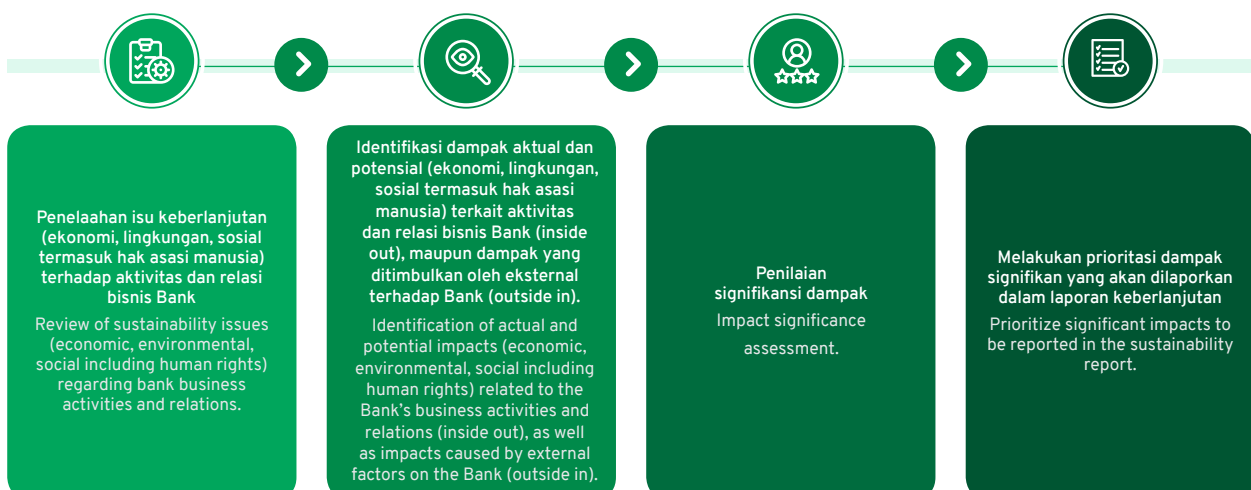 Penelaahan isu keberlanjutan
(ekonomi, lingkungan, sosial
termasuk hak asasi manusia)
terhadap aktivitas dan relasi
bisnis Bank
Review of sustainability issues
(economic, environmental,
social including human rights)
regarding bank business
activities and relations.
Identifikasi dampak aktual dan
potensial (ekonomi, lingkungan,
sosial termasuk hak asasi
manusia) terkait aktivitas
dan relasi bisnis Bank (inside
out), maupun dampak yang
ditimbulkan oleh eksternal
terhadap Bank (outside in).
Identification of actual and
potential impacts (economic,
environmental, social including
human rights) related to the
Bank's business activities and
relations (inside out), as well
as impacts caused by external
factors on the Bank (outside in).
Penilaian
signifikansi dampak
Impact significance
assessment.
Melakukan prioritasi dampak
signifikan yang akan dilaporkan
dalam laporan keberlanjutan
Prioritize significant impacts to
be reported in the sustainability
report.